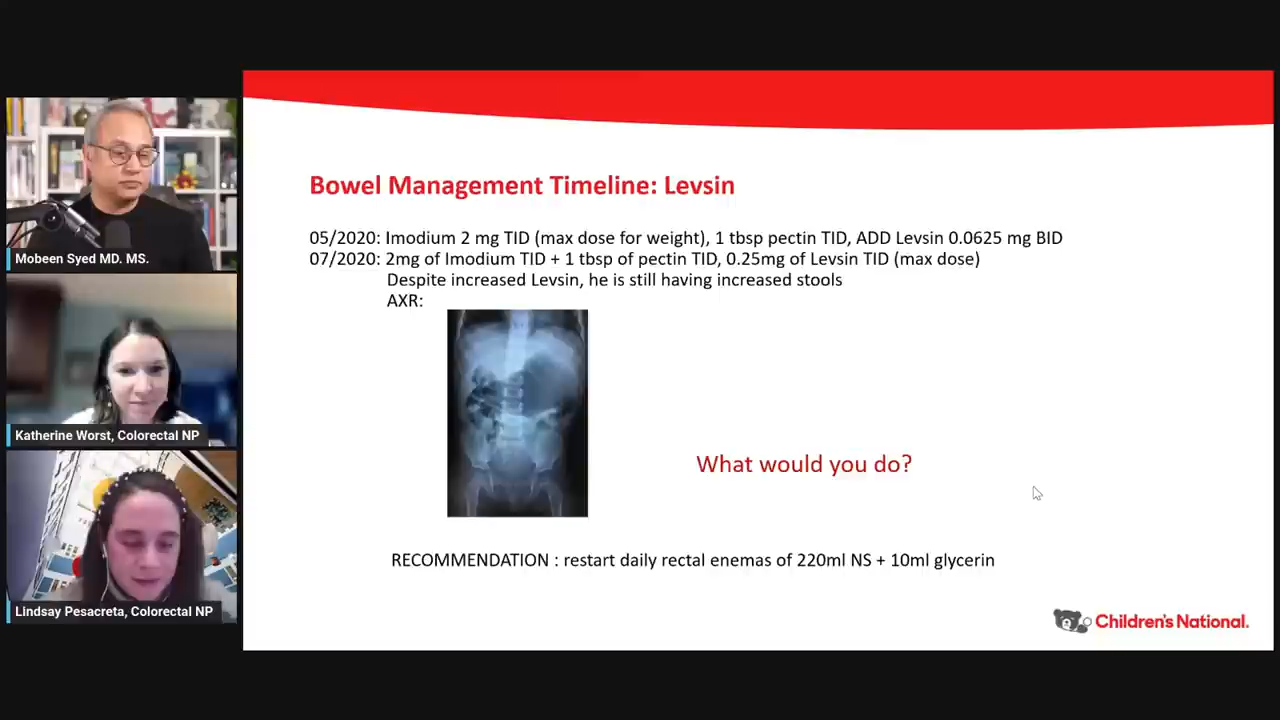 Bowel Management Timeline: Levsin
05/2020: Imodium 2 mg TID (max dose for weight), 1 tbsp pectin TID, ADD Levsin 0.0625 mg BID
07/2020: 2mg of Imodium TID + 1 tbsp of pectin TID, 0.25mg of Levsin TID (max dose)
Despite increased Levsin, he is still having increased stools
AXR:
What would you do?
RECOMMENDATION : restart daily rectal enemas of 220ml NS + 10ml glycerin
Children's National.
Mobeen Syed MD. MS.
Katherine Worst, Colorectal NP
Lindsay Pesacreta, Colorectal NP